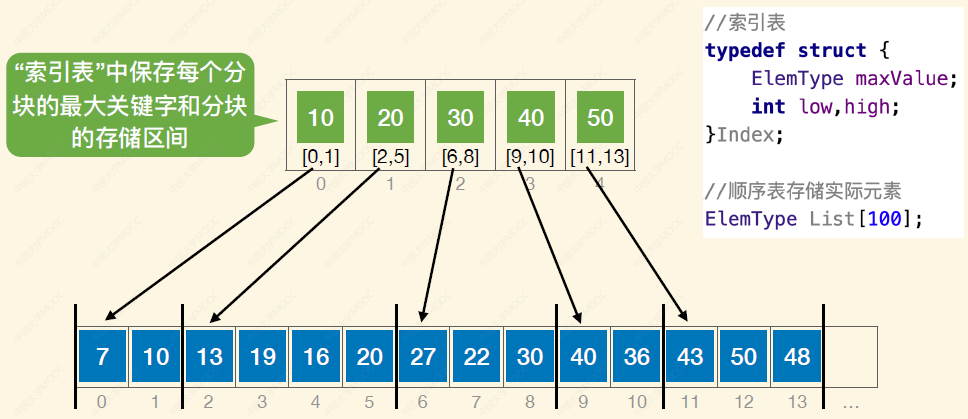 //索引表
typedef struct {
    ElemType maxValue;
    int low,high;
}Index;

//顺序表存储实际元素
ElemType List[100];
“索引表”中保存每个分
块的最大关键字和分块
的存储区间
10 20 30 40 50
[0,1] [2,5] [6,8] [9,10] [11,13]
0 1 2 3 4
7 10 13 19 16 20 27 22 30 40 36 43 50 48
0 1 2 3 4 5 6 7 8 9 10 11 12 13 ...